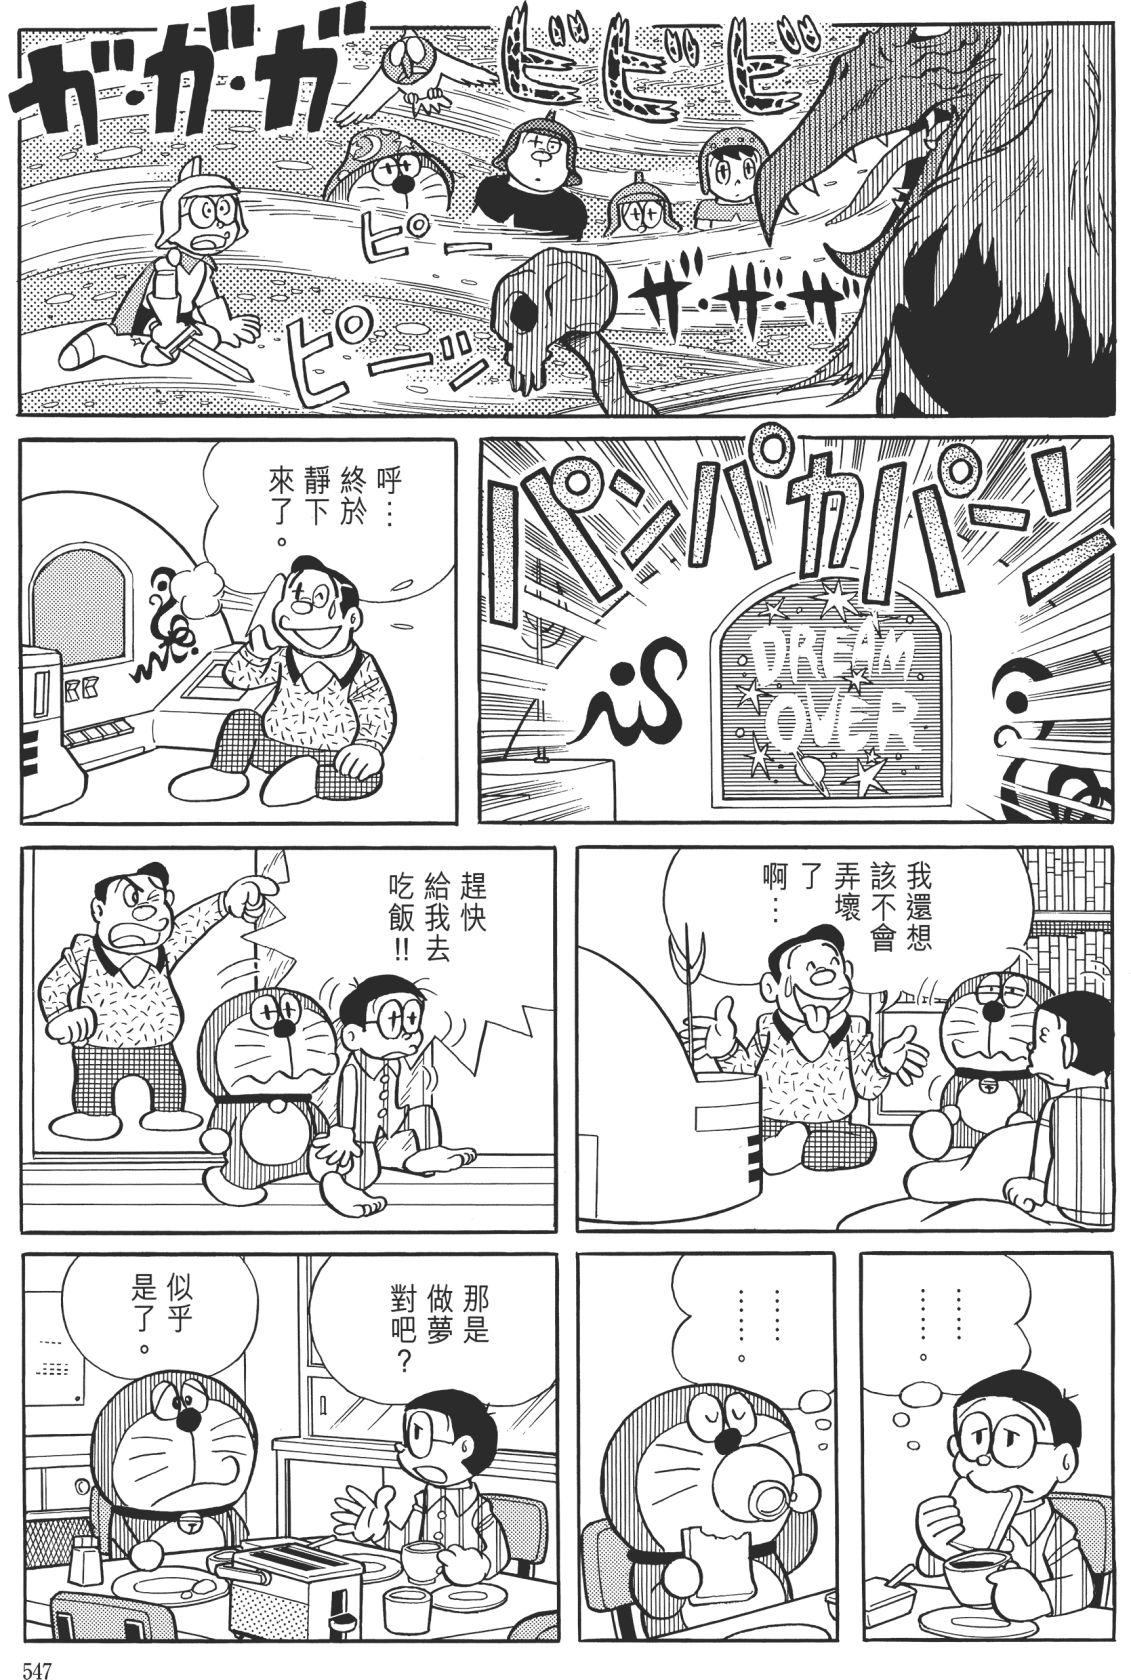 ビビビ
ガ・ガ・ガ
ザ・ザ・ザ
ピー
ピーッ
パンパカパーン
DREAM
OVER
呼…
終於
靜下
來了。
我還想
該不會
弄壞
了
啊…
趕快
給我去
吃飯!!
……
……。
……
……。
那是
做夢
對吧?
似乎
是了。
547